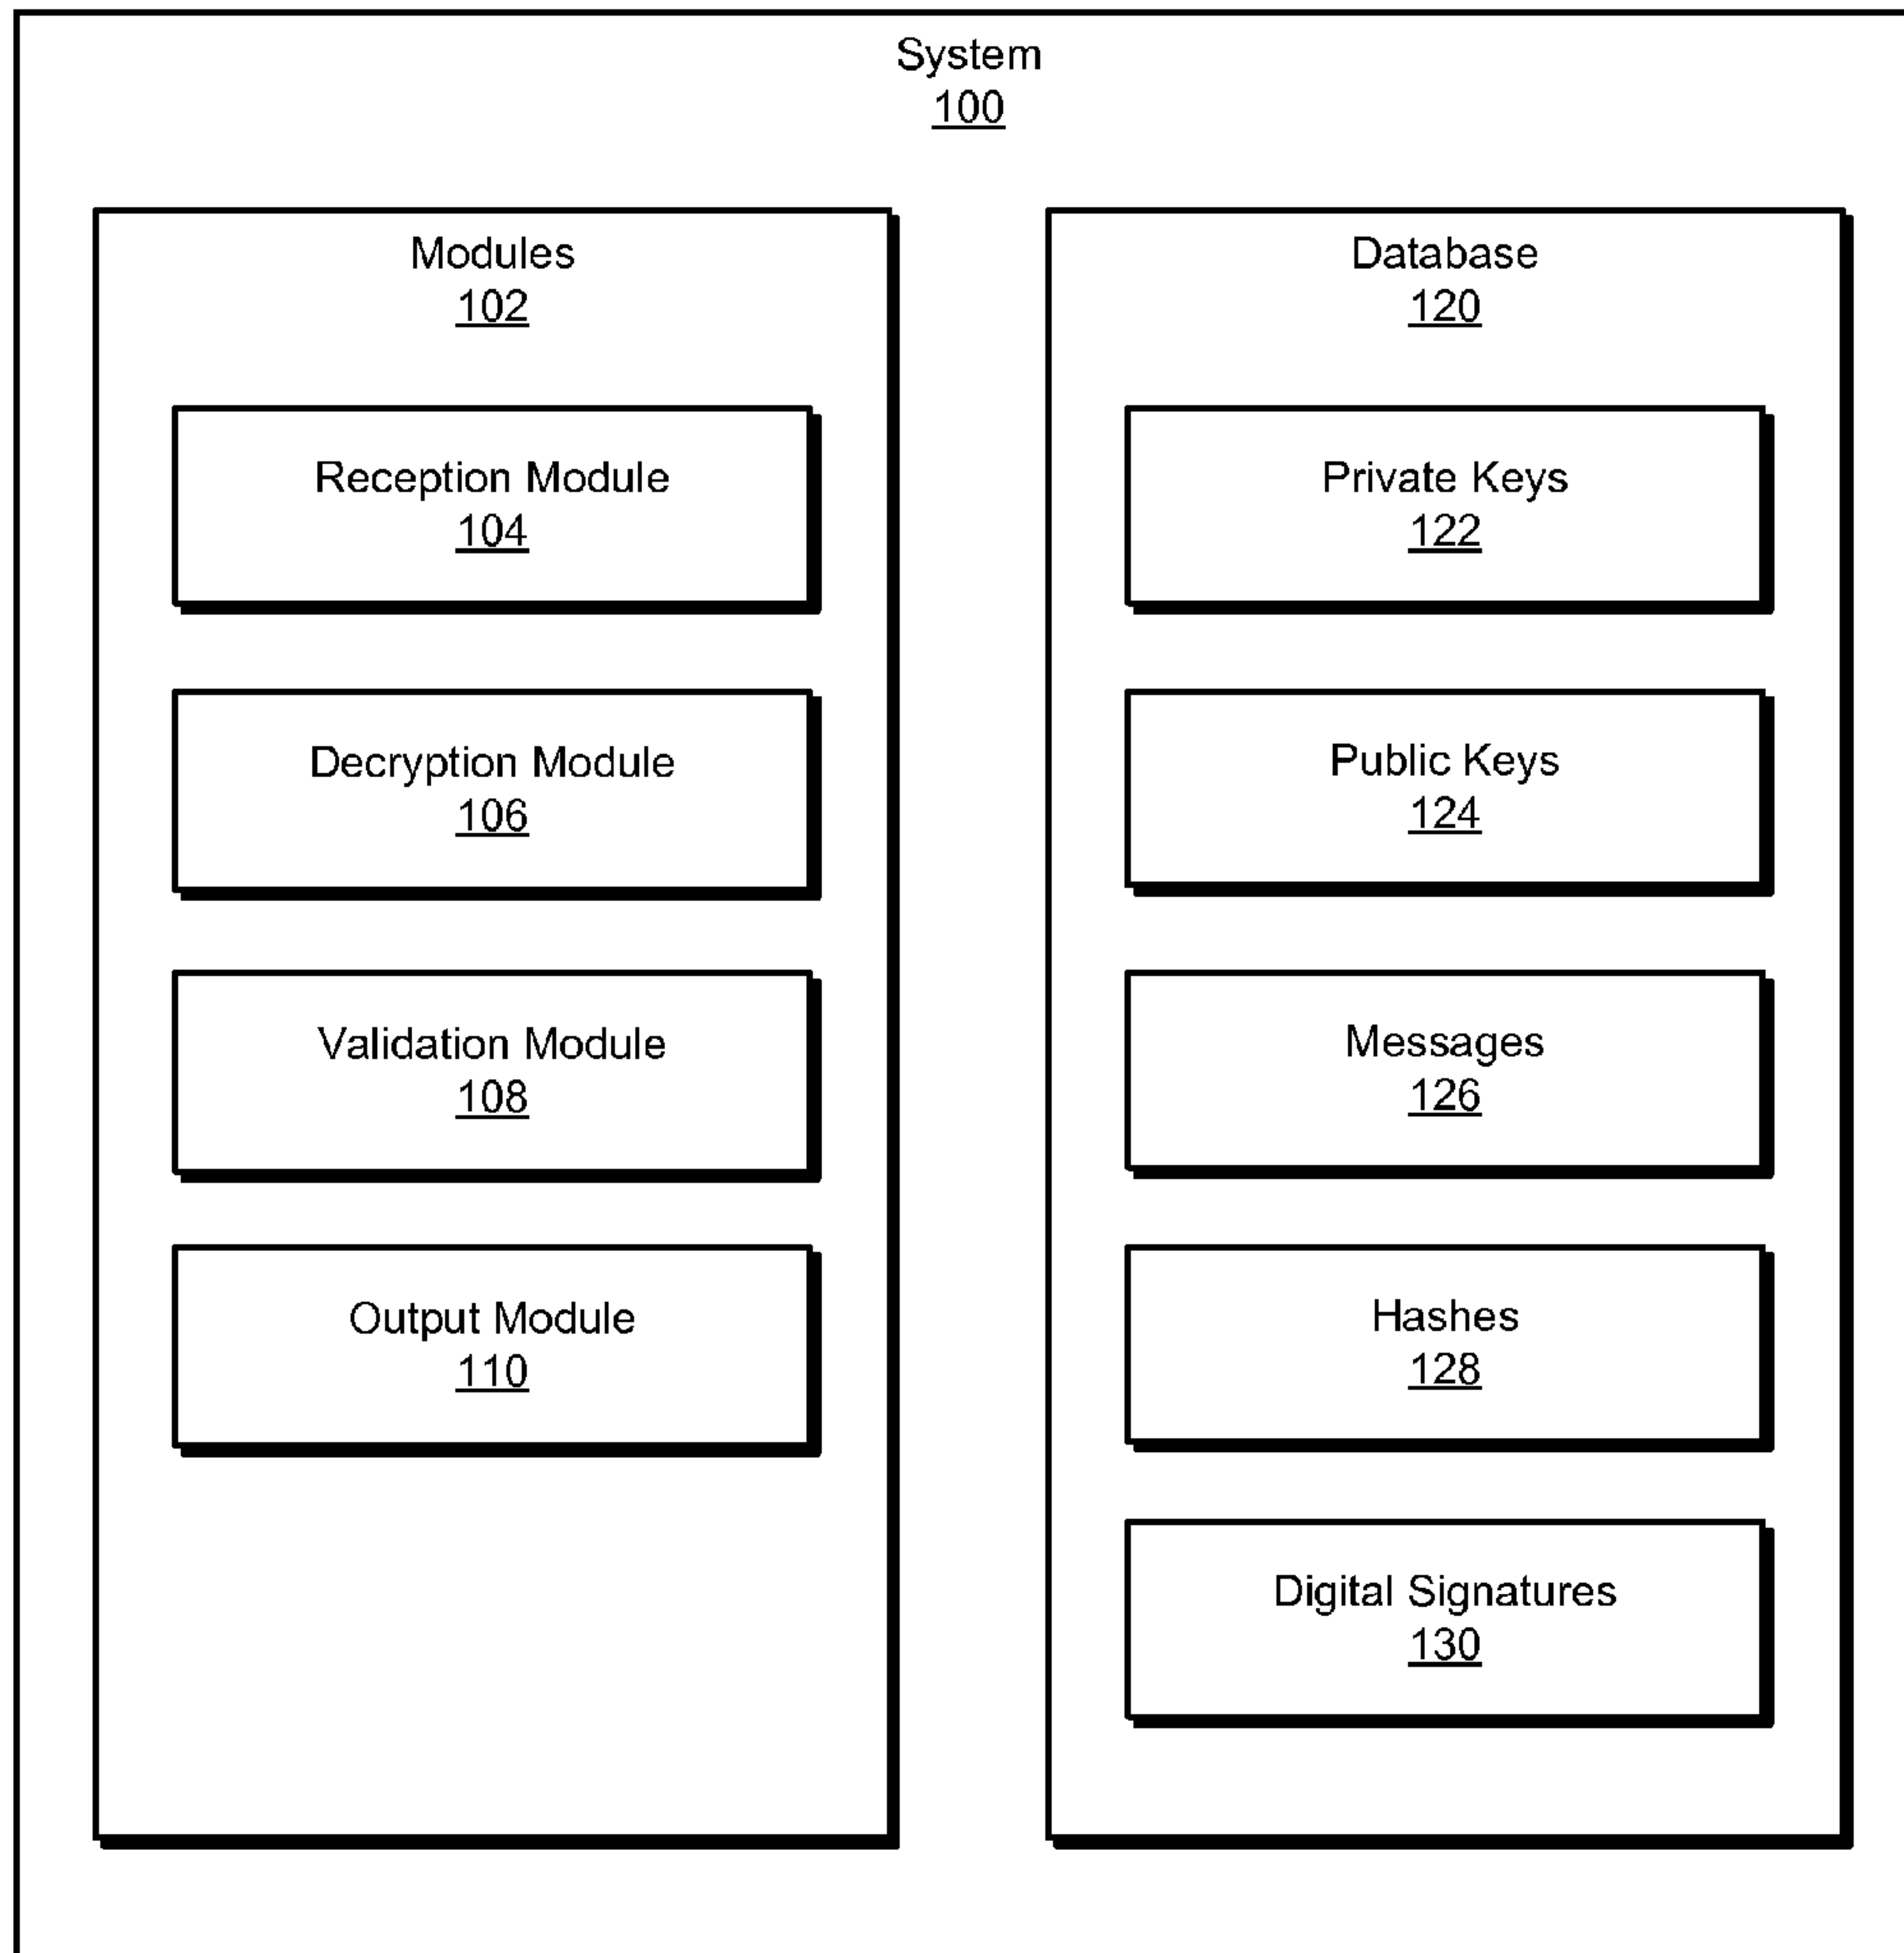 System
100
Modules
102
Reception Module
104
Decryption Module
106
Validation Module
108
Output Module
110
Database
120
Private Keys
122
Public Keys
124
Messages
126
Hashes
128
Digital Signatures
130